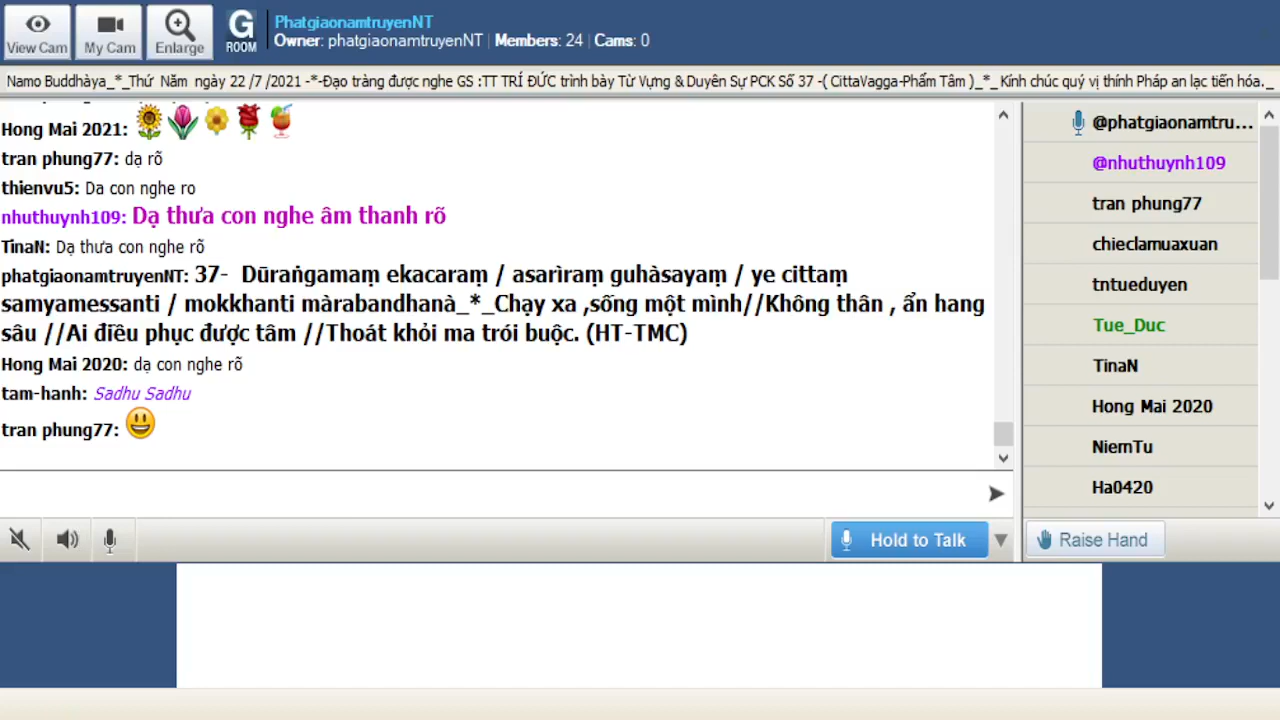 View Cam
My Cam
Enlarge
G
ROOM
PhatgiaonamtruyenNT
Owner: phatgiaonamtruyenNT | Members: 24 | Cams: 0
Namo Buddhàya_*_Thứ Năm ngày 22 /7 /2021 -*-Đạo tràng được nghe GS :TT TRÍ ĐỨC trình bày Từ Vựng & Duyên Sự PCK Số 37 -( CittaVagga-Phẩm Tâm )_*_ Kính chúc quý vị thính Pháp an lạc tiến hóa._
Hong Mai 2021:
tran phung77: dạ rõ
thienvu5: Da con nghe ro
nhuthuynh109: Dạ thưa con nghe âm thanh rõ
TinaN: Dạ thưa con nghe rõ
phatgiaonamtruyenNT: 37- Dūraṅgamaṃ ekacaraṃ / asarìraṃ guhàsayaṃ / ye cittaṃ
samyamessanti / mokkhanti màrabandhanà_*_Chạy xa ,sống một mình//Không thân , ẩn hang
sâu //Ai điều phục được tâm //Thoát khỏi ma trói buộc. (HT-TMC)
Hong Mai 2020: dạ con nghe rõ
tam-hanh: Sadhu Sadhu
tran phung77:
@phatgiaonamtru...
@nhuthuynh109
tran phung77
chieclamuaxuan
tntueduyen
Tue_Duc
TinaN
Hong Mai 2020
NiemTu
Ha0420
Hold to Talk
Raise Hand